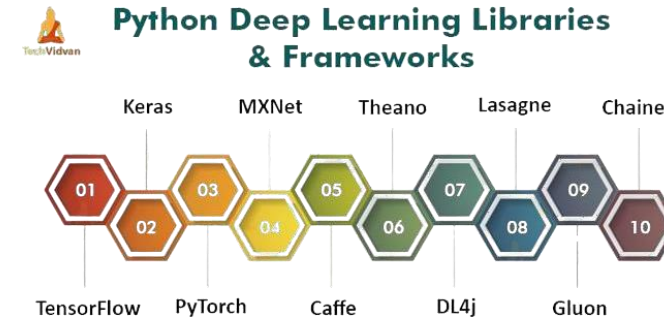 TechVidvan
Python Deep Learning Libraries
& Frameworks
Keras MXNet Theano Lasagne Chaine
01 03 05 07 09
02 04 06 08 10
TensorFlow PyTorch Caffe DL4j Gluon